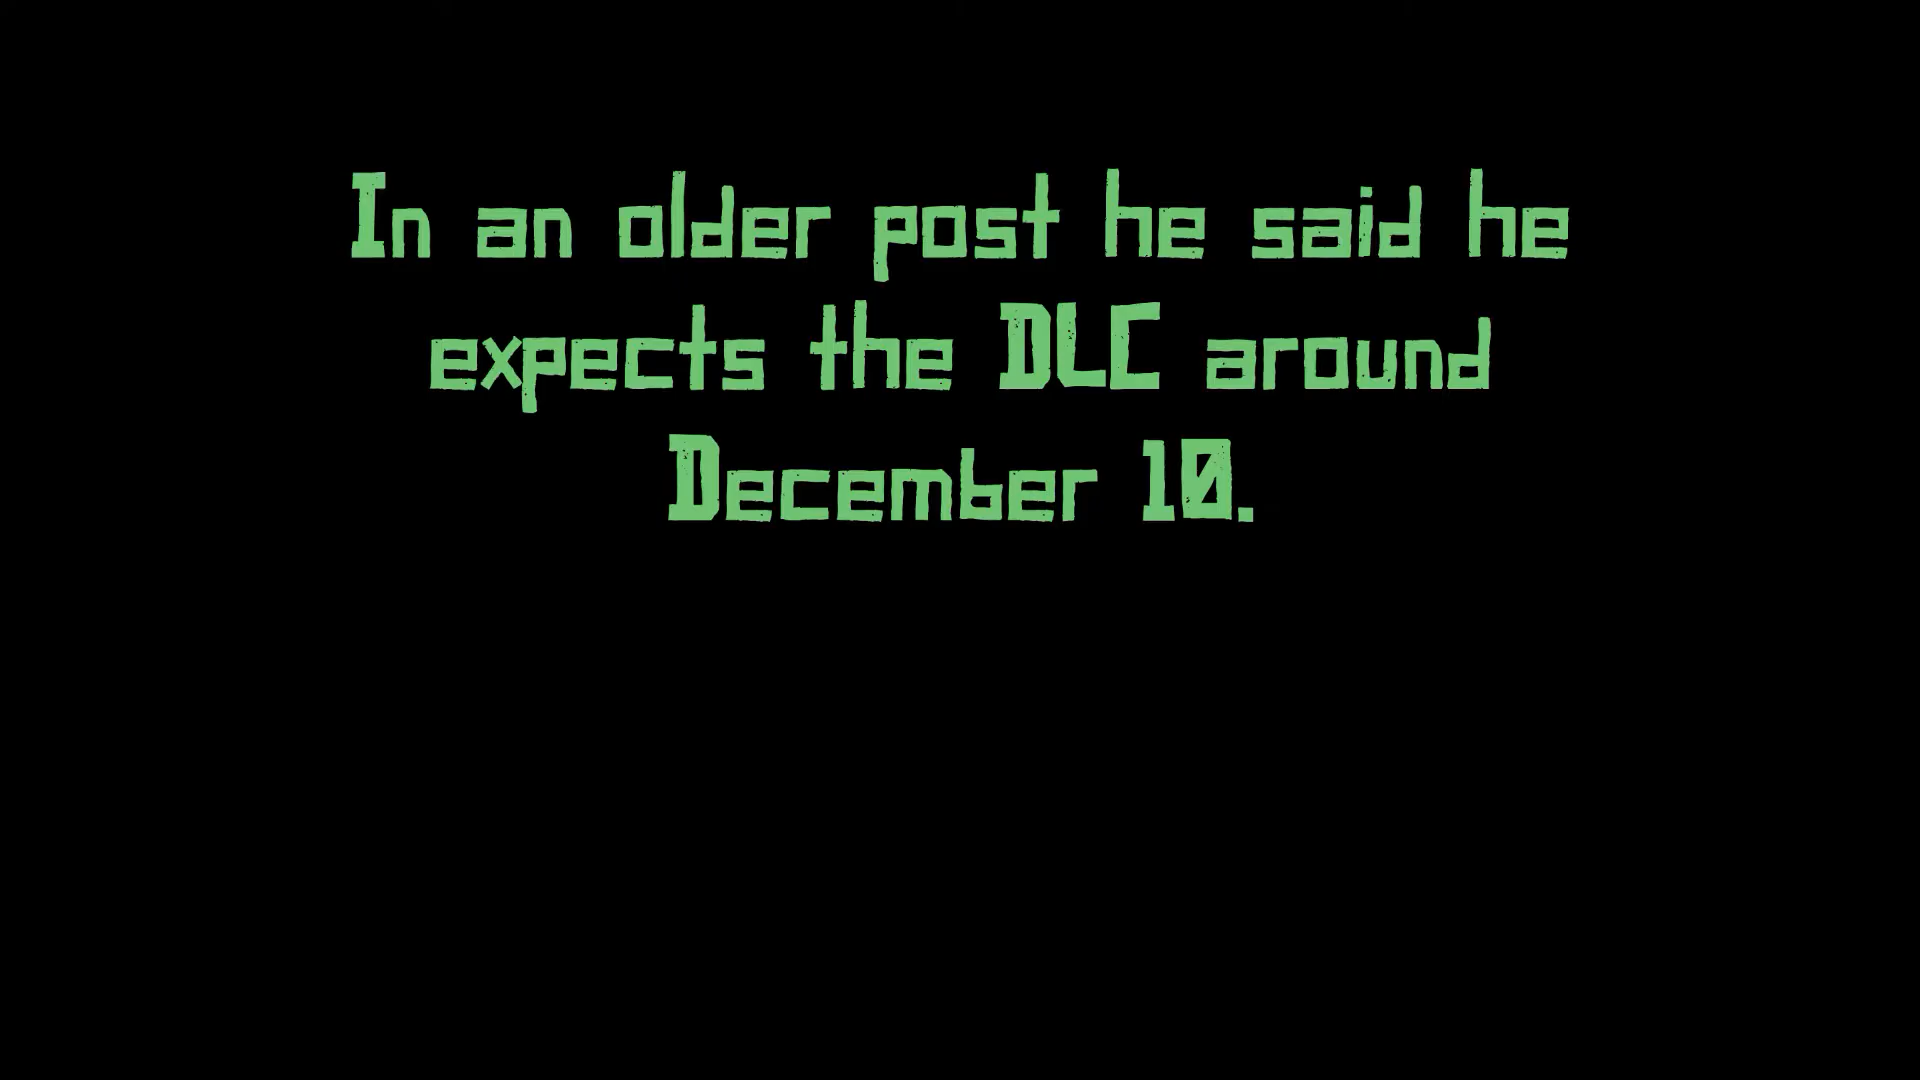 In an older post he said he
expects the DLC around
December 10.